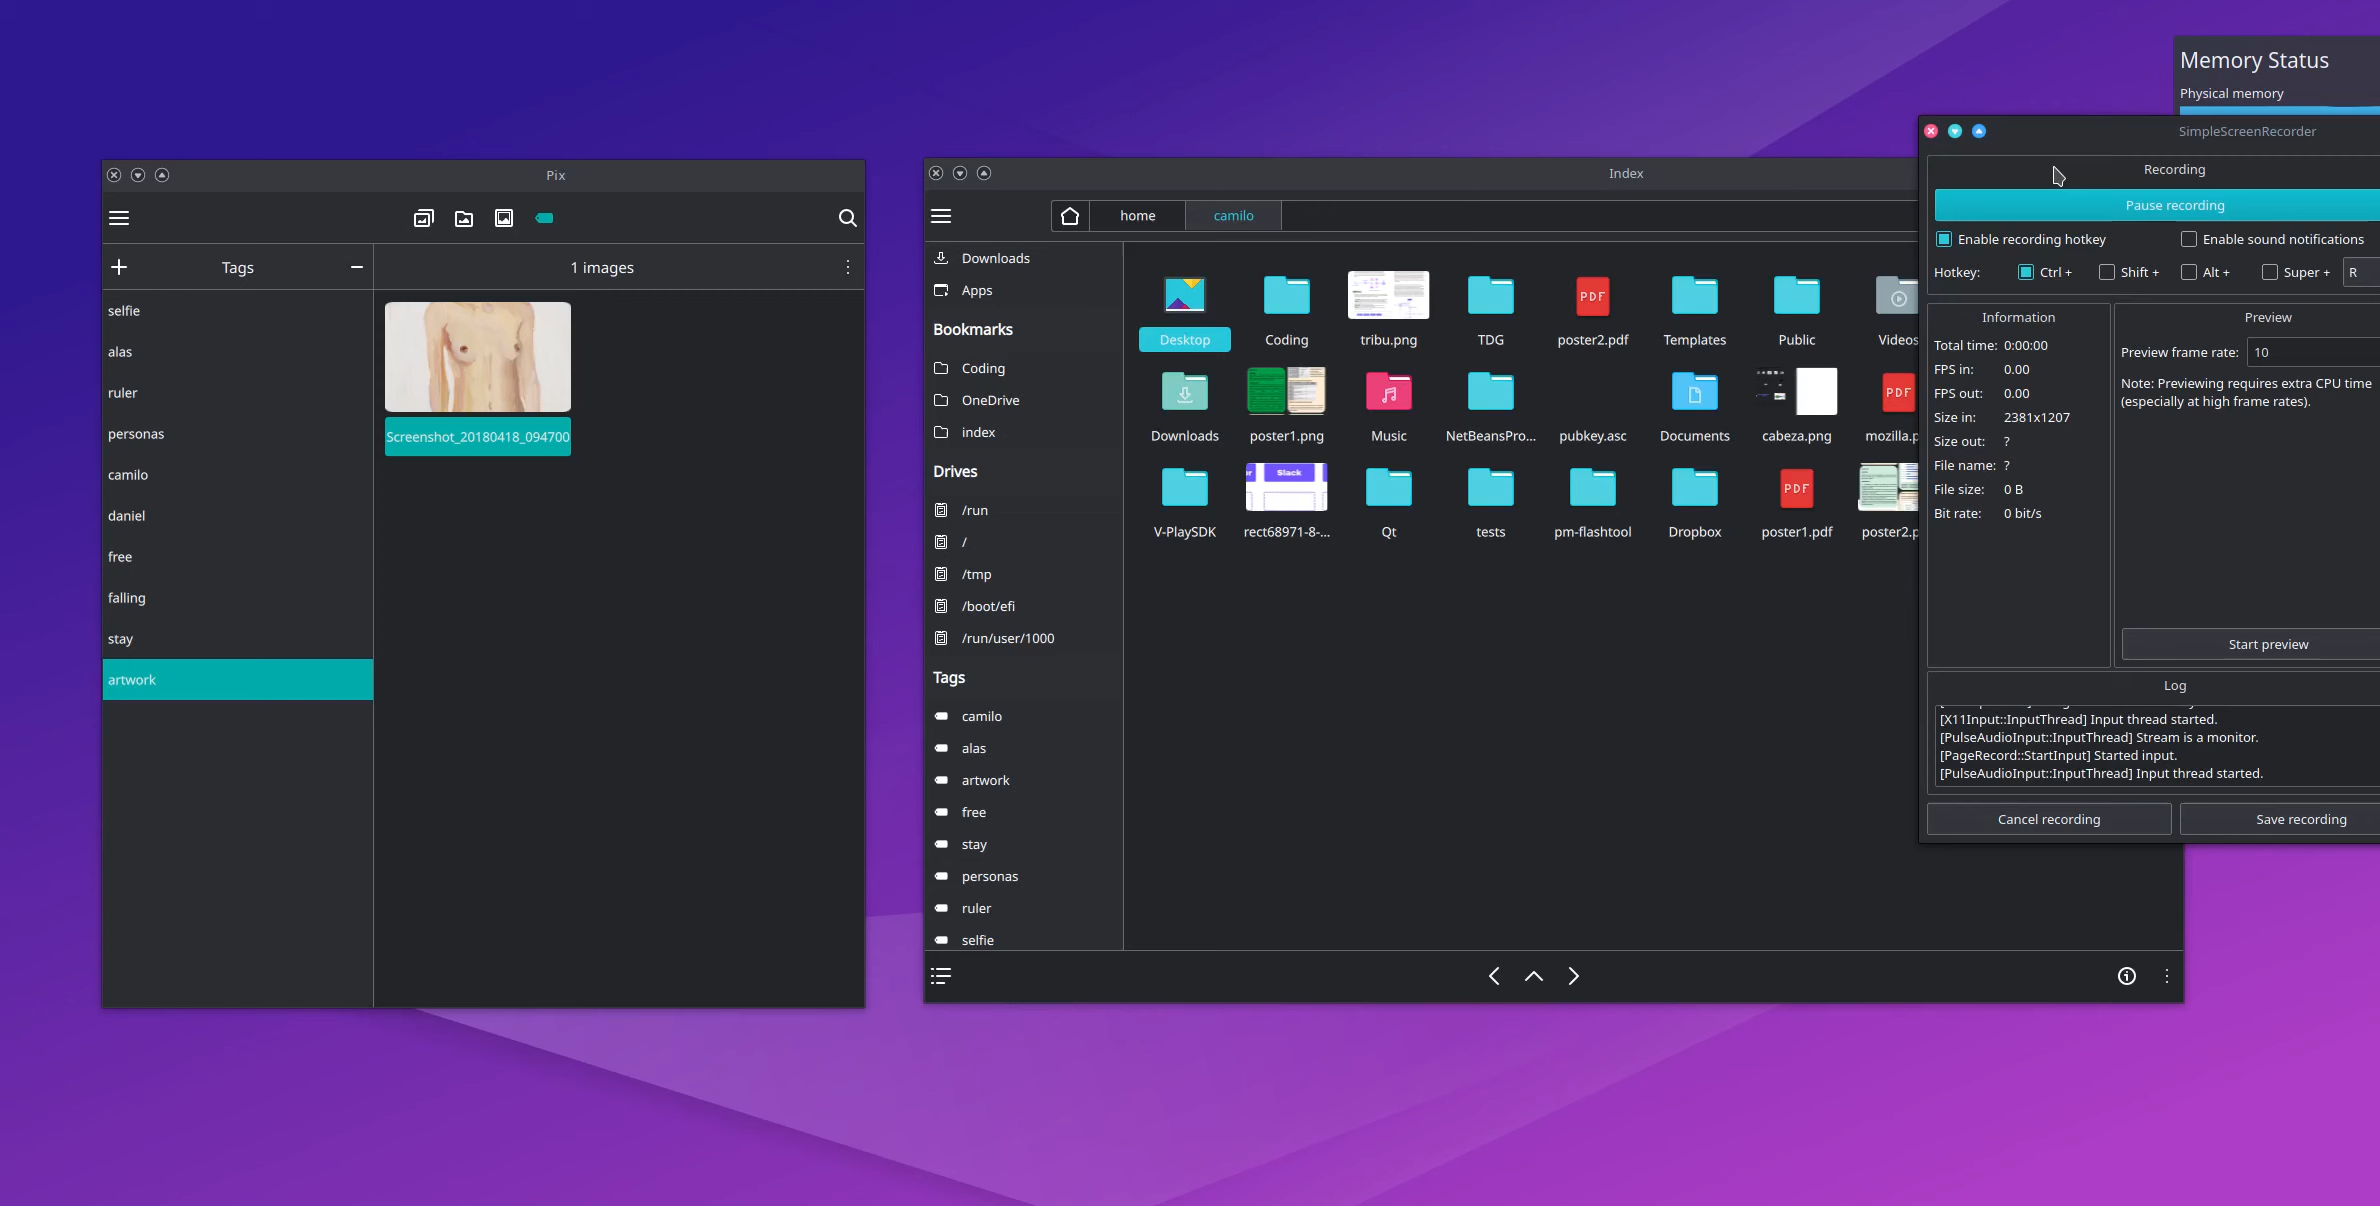 Memory Status
Physical memory
SimpleScreenRecorder
Recording
Pause recording
Enable recording hotkey
Enable sound notifications
Hotkey:
Ctrl +
Shift +
Alt +
Super +
R
Information
Total time: 0:00:00
FPS in: 0.00
FPS out: 0.00
Size in: 2381x1207
Size out: ?
File name: ?
File size: 0 B
Bit rate: 0 bit/s
Preview
Preview frame rate: 10
Note: Previewing requires extra CPU time
(especially at high frame rates).
Start preview
Log
[X11Input::InputThread] Input thread started.
[PulseAudioInput::InputThread] Stream is a monitor.
[PageRecord::StartInput] Started input.
[PulseAudioInput::InputThread] Input thread started.
Cancel recording
Save recording
Pix
Tags
1 images
selfie
alas
ruler
personas
camilo
daniel
free
falling
stay
artwork
Screenshot_20180418_094700
Index
home
camilo
Downloads
Apps
Bookmarks
Coding
OneDrive
index
Drives
/run
/
/tmp
/boot/efi
/run/user/1000
Tags
camilo
alas
artwork
free
stay
personas
ruler
selfie
PDF
Desktop
Coding
tribu.png
TDG
poster2.pdf
Templates
Public
Videos
PDF
Downloads
poster1.png
Music
NetBeansPro...
pubkey.asc
Documents
cabeza.png
mozilla.p
Slack
PDF
V-PlaySDK
rect68971-8-...
Qt
tests
pm-flashtool
Dropbox
poster1.pdf
poster2.p